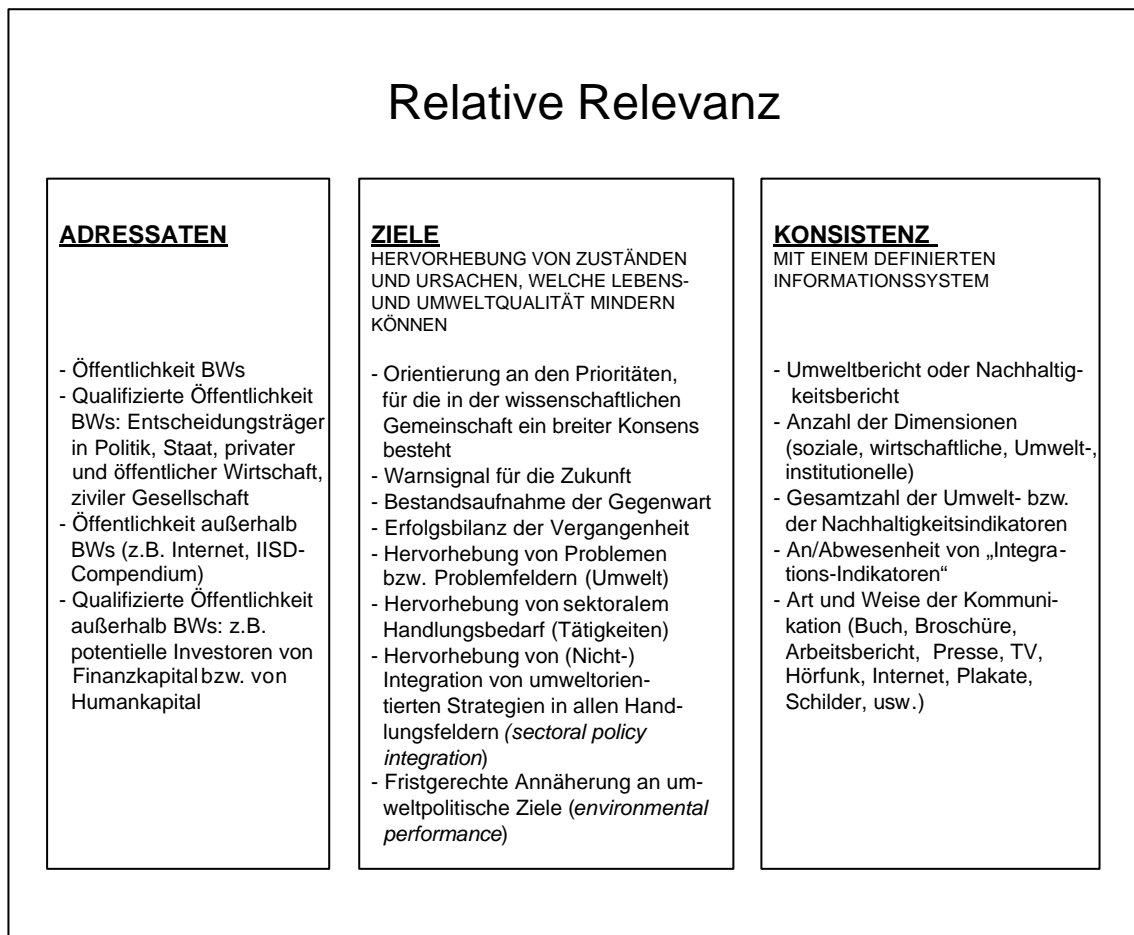 Relative Relevanz
ADRESSATEN
- Öffentlichkeit BWs
- Qualifizierte Öffentlichkeit
BWs: Entscheidungsträger
in Politik, Staat, privater
und öffentlicher Wirtschaft,
ziviler Gesellschaft
- Öffentlichkeit außerhalb
BWs (z.B. Internet, IISD-
Compendium)
- Qualifizierte Öffentlichkeit
außerhalb BWs: z.B.
potentielle Investoren von
Finanzkapital bzw. von
Humankapital
ZIELE
HERVORHEBUNG VON ZUSTÄNDEN
UND URSACHEN, WELCHE LEBENS-
UND UMWELTQUALITÄT MINDERN
KÖNNEN
- Orientierung an den Prioritäten,
für die in der wissenschaftlichen
Gemeinschaft ein breiter Konsens
besteht
- Warnsignal für die Zukunft
- Bestandsaufnahme der Gegenwart
- Erfolgsbilanz der Vergangenheit
- Hervorhebung von Problemen
bzw. Problemfeldern (Umwelt)
- Hervorhebung von sektoralem
Handlungsbedarf (Tätigkeiten)
- Hervorhebung von (Nicht-)
Integration von umweltorien-
tierten Strategien in allen Hand-
lungsfeldern (sectoral policy
integration)
- Fristgerechte Annäherung an um-
weltpolitische Ziele (environmental
performance)
KONSISTENZ
MIT EINEM DEFINIERTEN
INFORMATIONSSYSTEM
- Umweltbericht oder Nachhaltig-
keitsbericht
- Anzahl der Dimensionen
(soziale, wirtschaftliche, Umwelt-,
institutionelle)
- Gesamtzahl der Umwelt- bzw.
der Nachhaltigkeitsindikatoren
- An/Abwesenheit von „Integra-
tions-Indikatoren“
- Art und Weise der Kommuni-
kation (Buch, Broschüre,
Arbeitsbericht, Presse, TV,
Hörfunk, Internet, Plakate,
Schilder, usw.)